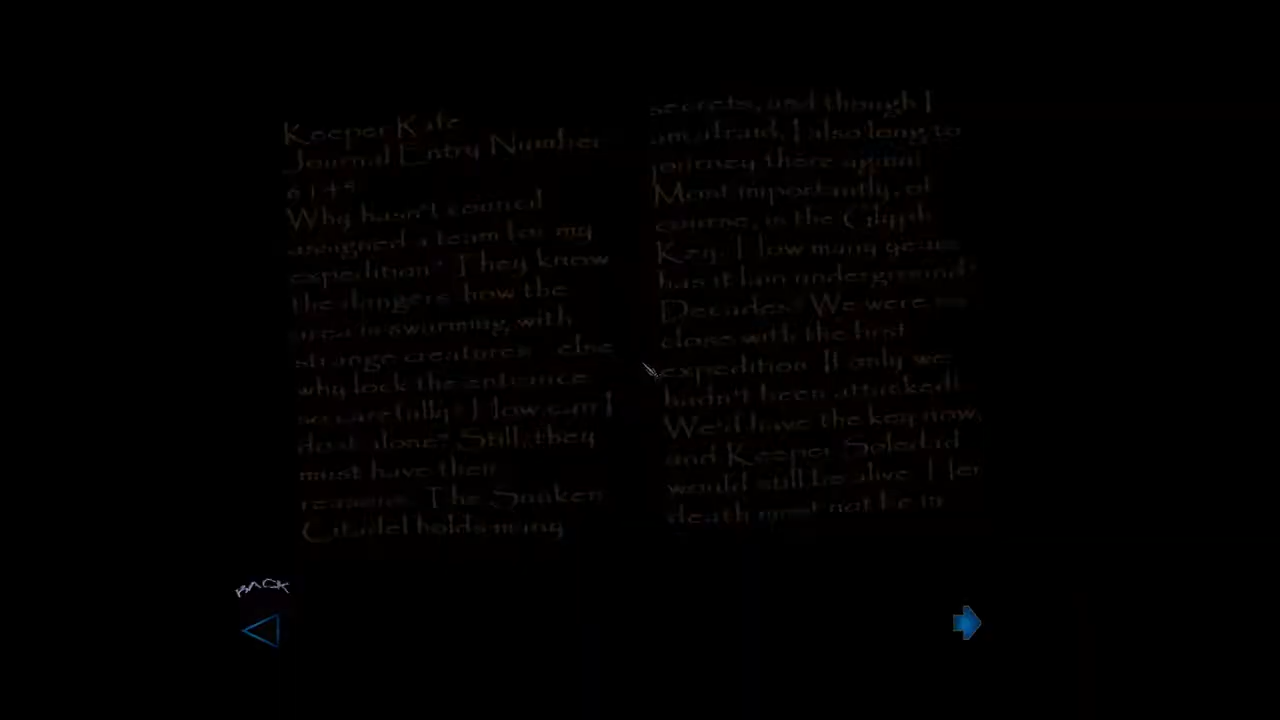 Keeper Kafe
Journal Entry Number
6145
Why hasn't council
assigned a team for my
expedition? They know
the dangers: how the
area is swarming with
strange creatures - else
why lock the entrance
so carefully? How can I
do it alone? Still, they
must have their
reasons. The Sunken
Citadel holds many
secrets, and though I
am afraid, I also long to
journey there again!
Most importantly, of
course, is the Glyph
Key. How many years
has it lain underground?
Decades? We were so
close with the first
expedition. If only we
hadn't been attacked!
We'd have the key now,
and Keeper Soledad
would still be alive. Her
death must not be in
BACK